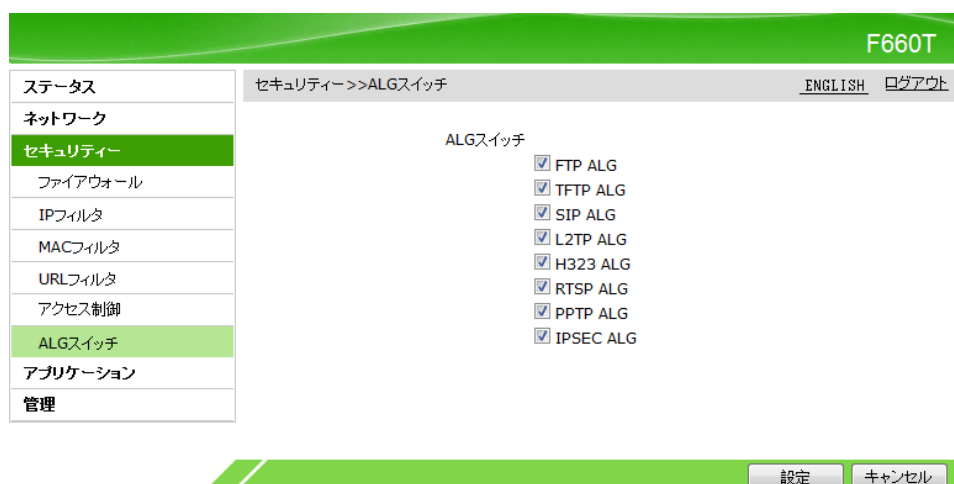 F660T
ステータス
ネットワーク
セキュリティー
ファイアウォール
IPフィルタ
MACフィルタ
URLフィルタ
アクセス制御
ALGスイッチ
アプリケーション
管理
セキュリティー>>ALGスイッチ
ENGLISH ログアウト
ALGスイッチ
FTP ALG
TFTP ALG
SIP ALG
L2TP ALG
H323 ALG
RTSP ALG
PPTP ALG
IPSEC ALG
設定 キャンセル